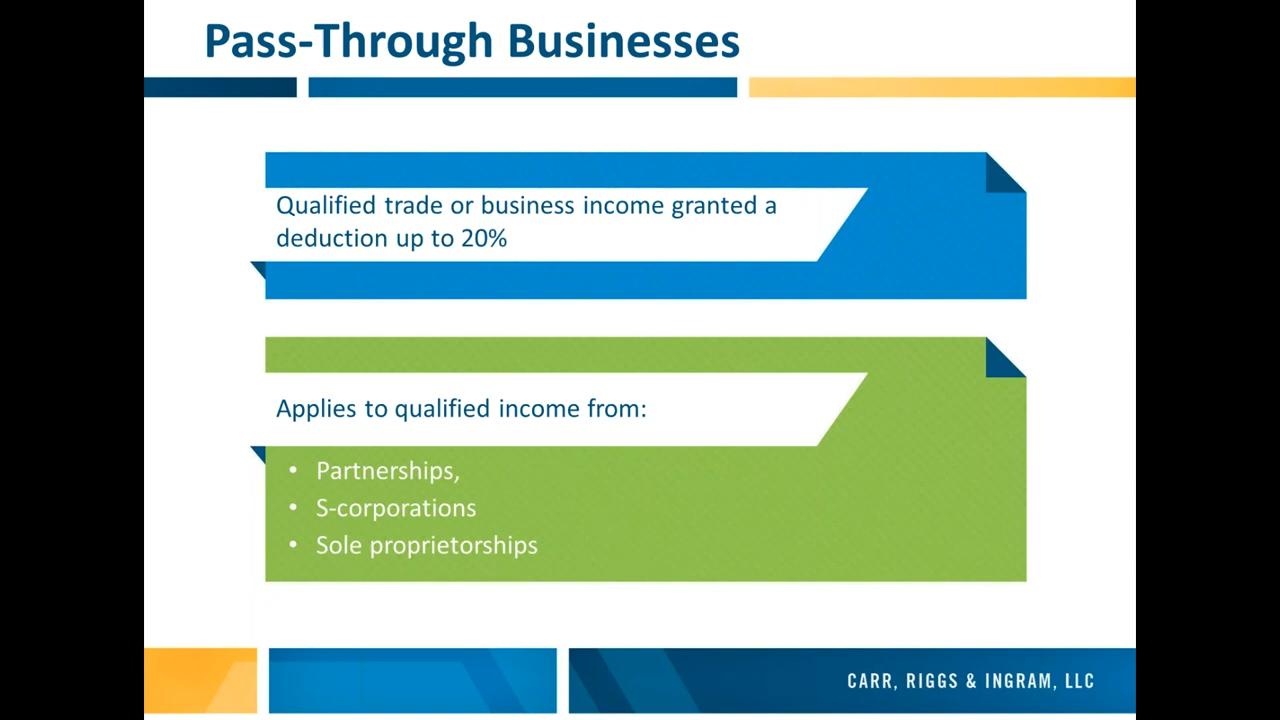 Pass-Through Businesses
Qualified trade or business income granted a
deduction up to 20%
Applies to qualified income from:
• Partnerships,
• S-corporations
• Sole proprietorships
CARR, RIGGS & INGRAM, LLC